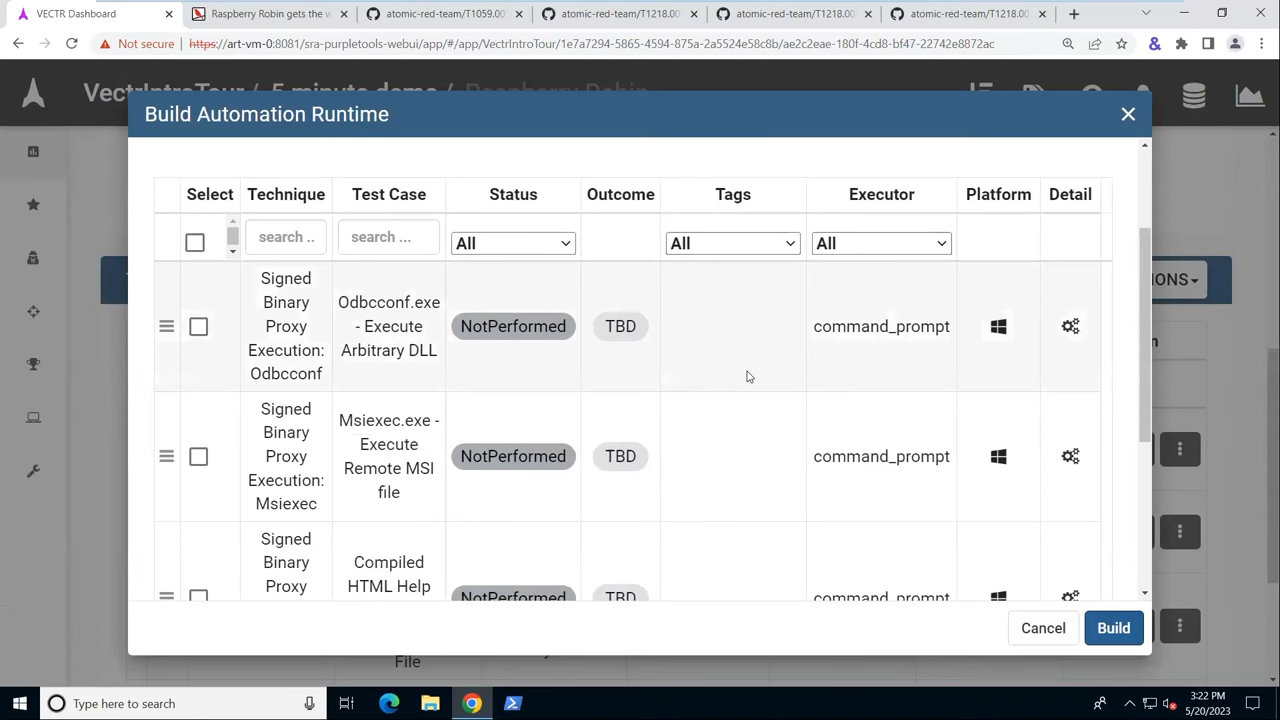 VECTR Dashboard
Raspberry Robin gets the w
atomic-red-team/T1059.00
atomic-red-team/T1218.00
atomic-red-team/T1218.00
atomic-red-team/T1218.00
Not secure
https://art-vm-0:8081/sra-purpletools-webui/app/#/app/VectrIntroTour/1e7a7294-5865-4594-875a-2a5524e58c8b/ae2c2eae-180f-4cd8-bf47-22742e8872ac
VectrIntroTour / 5 minute demo / Raspberry Robin
Build Automation Runtime
Select
Technique
Test Case
Status
Outcome
Tags
Executor
Platform
Detail
search ..
search ...
All
All
All
IONS
Signed
Binary
Proxy
Execution:
Odbcconf
Odbcconf.exe
- Execute
Arbitrary DLL
NotPerformed
TBD
command_prompt
Signed
Binary
Proxy
Execution:
Msiexec
Msiexec.exe -
Execute
Remote MSI
file
NotPerformed
TBD
command_prompt
Signed
Binary
Proxy
Compiled
HTML Help
NotPerformed
TBD
command_prompt
Cancel
Build
File
Type here to search
3:22 PM
5/20/2023